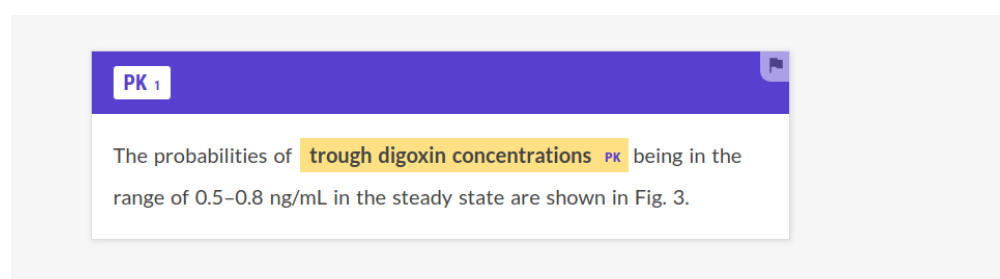 PK 1
The probabilities of trough digoxin concentrations PK being in the
range of 0.5–0.8 ng/mL in the steady state are shown in Fig. 3.